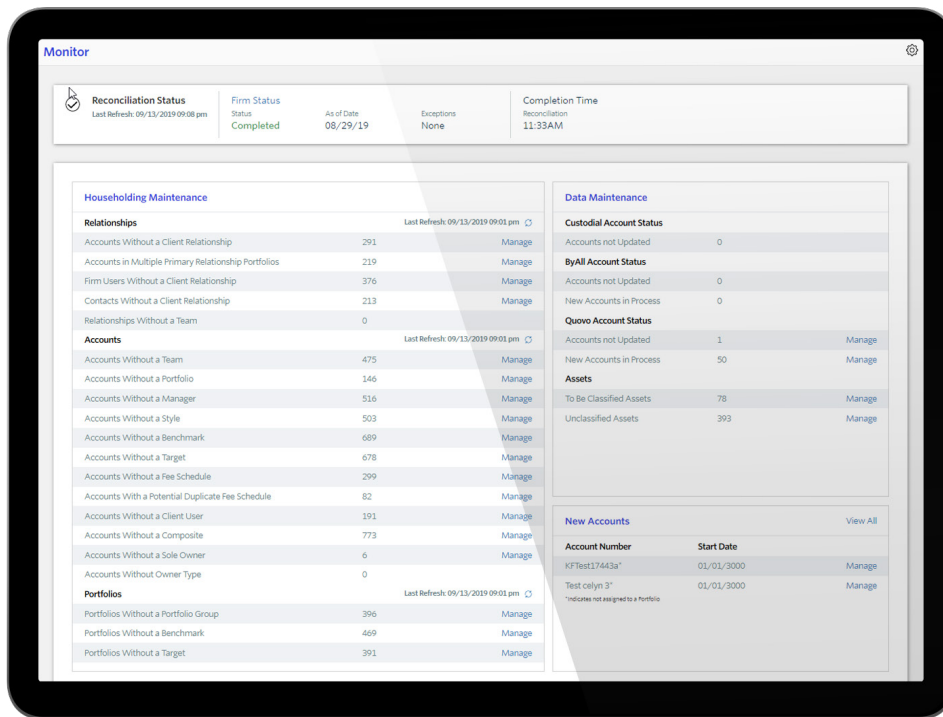 Monitor
Reconciliation Status
Last Refresh: 09/13/2019 09:08 pm
Firm Status
Status
Completed
As of Date
08/29/19
Exceptions
None
Completion Time
Reconciliation
11:33AM
Householding Maintenance
Relationships Last Refresh: 09/13/2019 09:01 pm
Accounts Without a Client Relationship 291 Manage
Accounts in Multiple Primary Relationship Portfolios 219 Manage
Firm Users Without a Client Relationship 376 Manage
Contacts Without a Client Relationship 213 Manage
Relationships Without a Team 0
Accounts Last Refresh: 09/13/2019 09:01 pm
Accounts Without a Team 475 Manage
Accounts Without a Portfolio 146 Manage
Accounts Without a Manager 516 Manage
Accounts Without a Style 503 Manage
Accounts Without a Benchmark 689 Manage
Accounts Without a Target 678 Manage
Accounts Without a Fee Schedule 299 Manage
Accounts With a Potential Duplicate Fee Schedule 82 Manage
Accounts Without a Client User 191 Manage
Accounts Without a Composite 773 Manage
Accounts Without a Sole Owner 6 Manage
Accounts Without Owner Type 0
Portfolios Last Refresh: 09/13/2019 09:01 pm
Portfolios Without a Portfolio Group 396 Manage
Portfolios Without a Benchmark 469 Manage
Portfolios Without a Target 391 Manage
Data Maintenance
Custodial Account Status
Accounts not Updated 0
ByAll Account Status
Accounts not Updated 0
New Accounts in Process 0
Quovo Account Status
Accounts not Updated 1 Manage
New Accounts in Process 50 Manage
Assets
To Be Classified Assets 78 Manage
Unclassified Assets 393 Manage
New Accounts View All
Account Number Start Date
KFTest17443a* 01/01/3000 Manage
Test celyn 3* 01/01/3000 Manage
*Indicates not assigned to a Portfolio